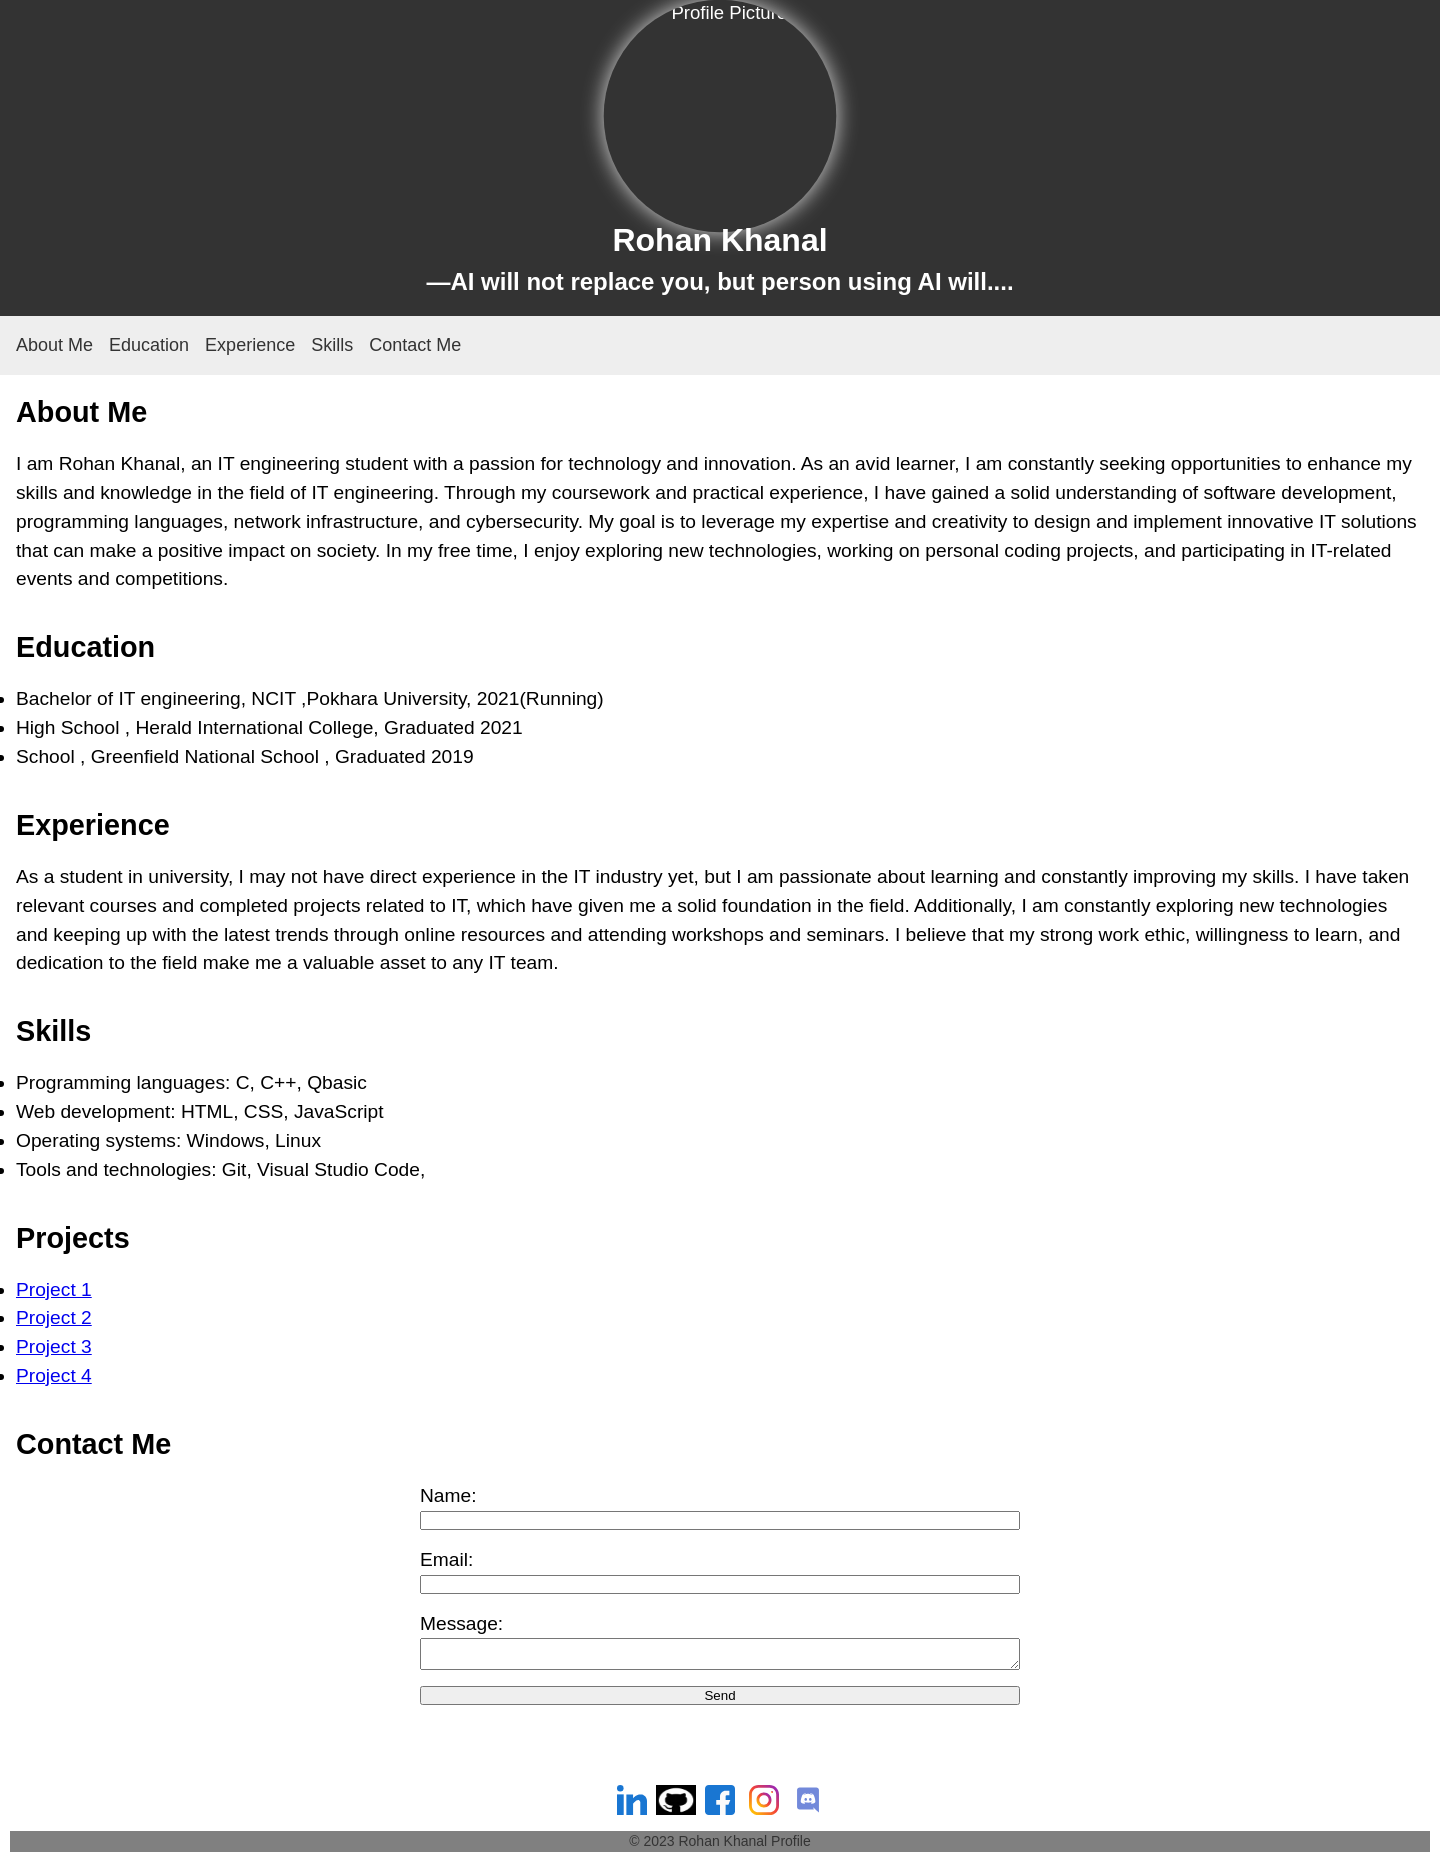 Profile Picture
Rohan Khanal
—AI will not replace you, but person using AI will....
About Me Education Experience Skills Contact Me
About Me
I am Rohan Khanal, an IT engineering student with a passion for technology and innovation. As an avid learner, I am constantly seeking opportunities to enhance my
skills and knowledge in the field of IT engineering. Through my coursework and practical experience, I have gained a solid understanding of software development,
programming languages, network infrastructure, and cybersecurity. My goal is to leverage my expertise and creativity to design and implement innovative IT solutions
that can make a positive impact on society. In my free time, I enjoy exploring new technologies, working on personal coding projects, and participating in IT-related
events and competitions.
Education
Bachelor of IT engineering, NCIT ,Pokhara University, 2021(Running)
High School , Herald International College, Graduated 2021
School , Greenfield National School , Graduated 2019
Experience
As a student in university, I may not have direct experience in the IT industry yet, but I am passionate about learning and constantly improving my skills. I have taken
relevant courses and completed projects related to IT, which have given me a solid foundation in the field. Additionally, I am constantly exploring new technologies
and keeping up with the latest trends through online resources and attending workshops and seminars. I believe that my strong work ethic, willingness to learn, and
dedication to the field make me a valuable asset to any IT team.
Skills
Programming languages: C, C++, Qbasic
Web development: HTML, CSS, JavaScript
Operating systems: Windows, Linux
Tools and technologies: Git, Visual Studio Code,
Projects
Project 1
Project 2
Project 3
Project 4
Contact Me
Name:
Email:
Message:
Send
© 2023 Rohan Khanal Profile